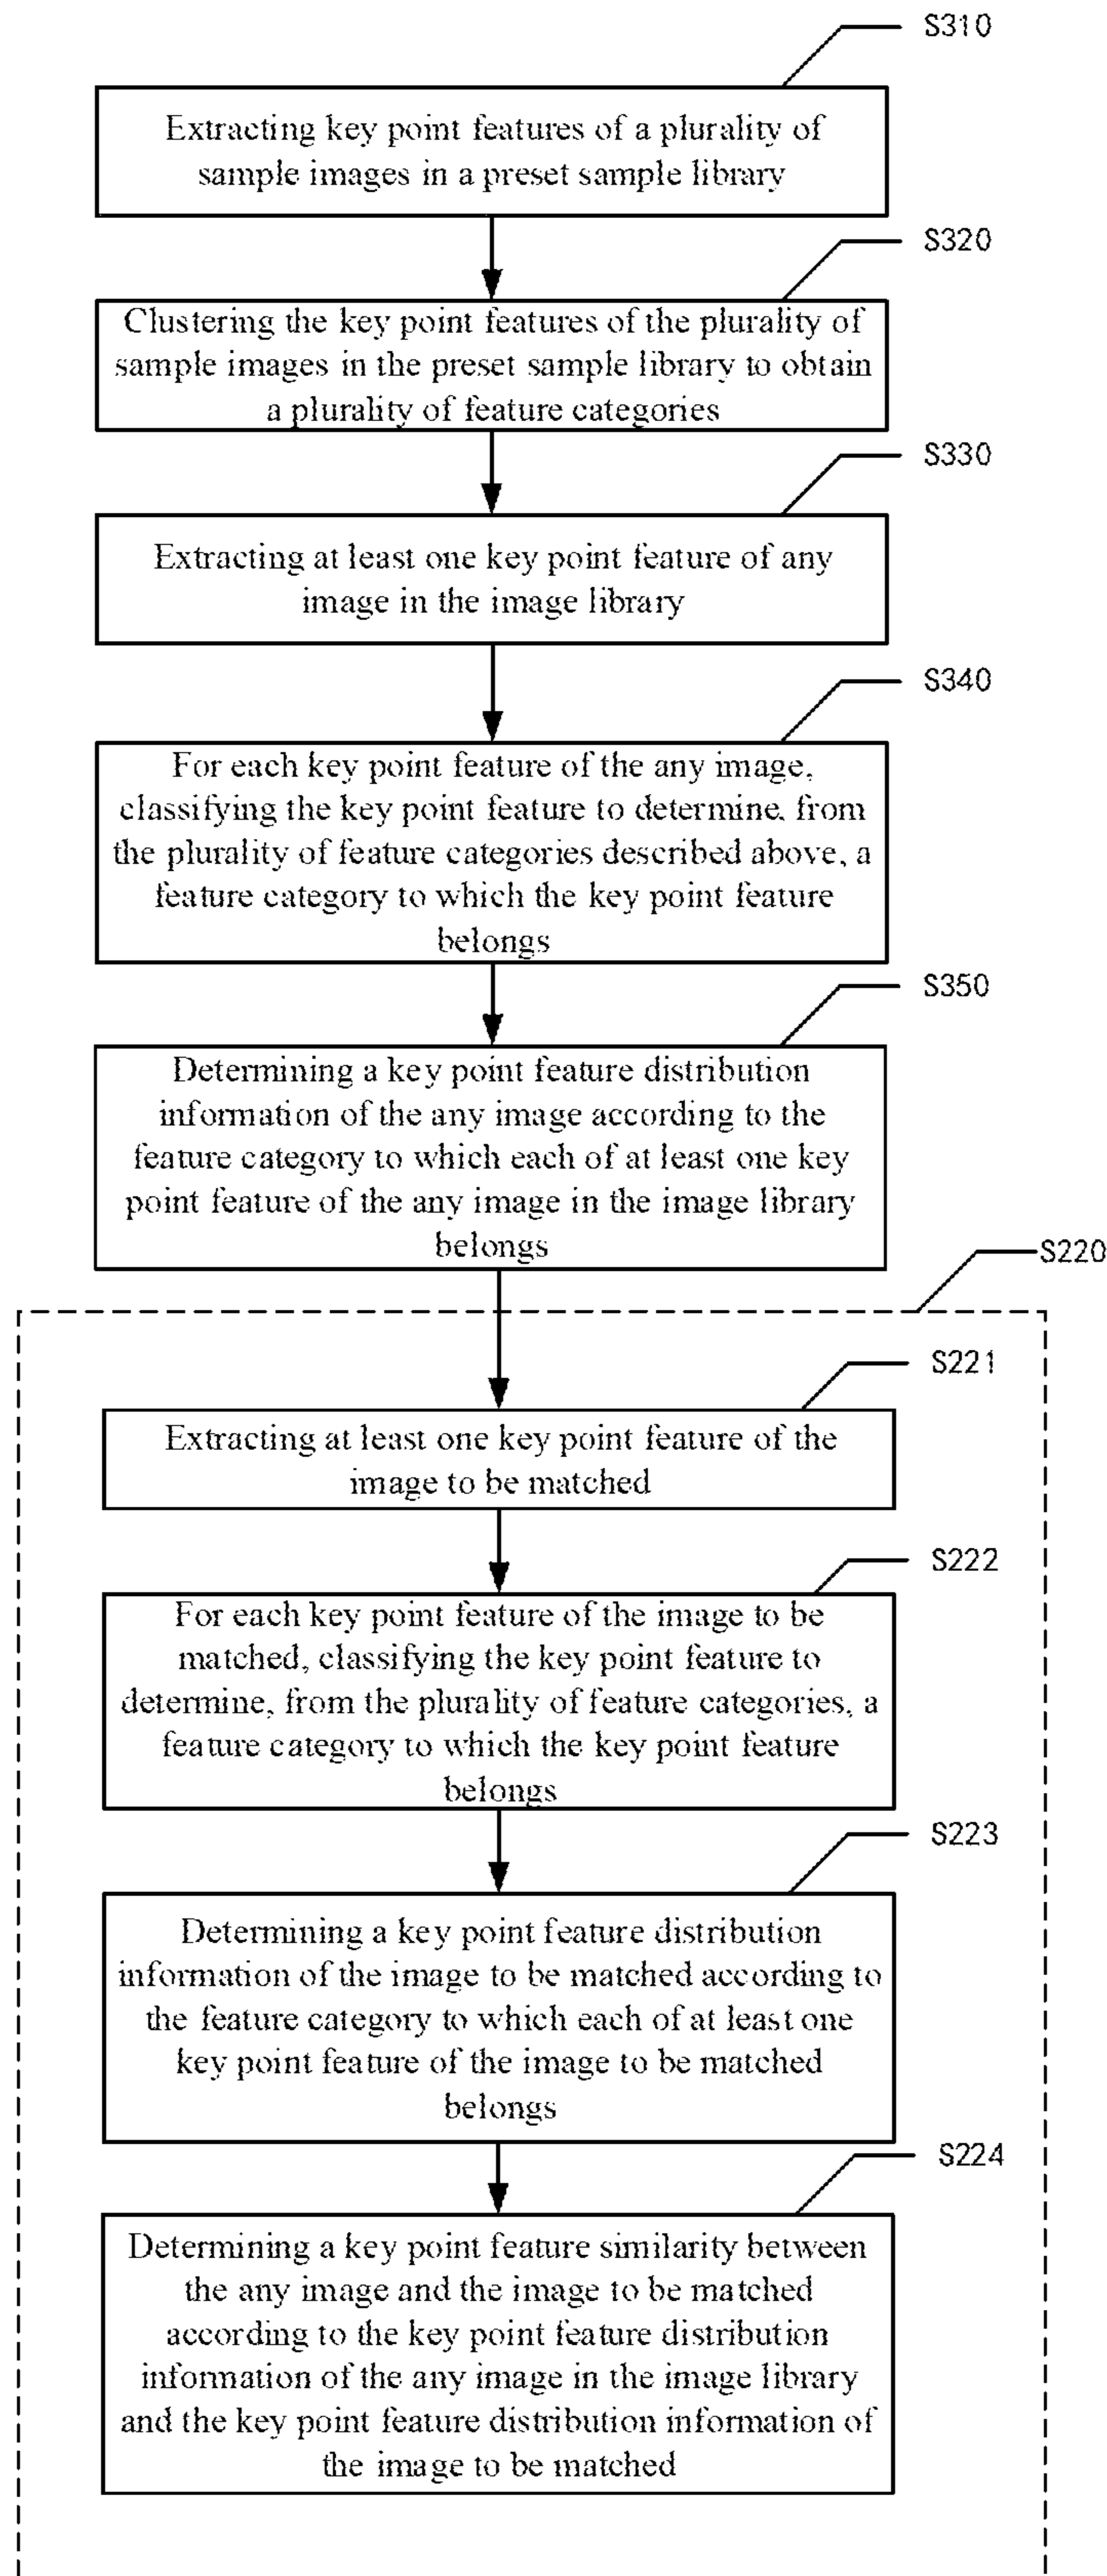 S310
Extracting key point features of a plurality of
sample images in a preset sample library
S320
Clustering the key point features of the plurality of
sample images in the preset sample library to obtain
a plurality of feature categories
S330
Extracting at least one key point feature of any
image in the image library
S340
For each key point feature of the any image,
classifying the key point feature to determine, from
the plurality of feature categories described above, a
feature category to which the key point feature
belongs
S350
Determining a key point feature distribution
information of the any image according to the
feature category to which each of at least one key
point feature of the any image in the image library
belongs
S220
S221
Extracting at least one key point feature of the
image to be matched
S222
For each key point feature of the image to be
matched, classifying the key point feature to
determine, from the plurality of feature categories, a
feature category to which the key point feature
belongs
S223
Determining a key point feature distribution
information of the image to be matched according to
the feature category to which each of at least one
key point feature of the image to be matched
belongs
S224
Determining a key point feature similarity between
the any image and the image to be matched
according to the key point feature distribution
information of the any image in the image library
and the key point feature distribution information of
the image to be matched